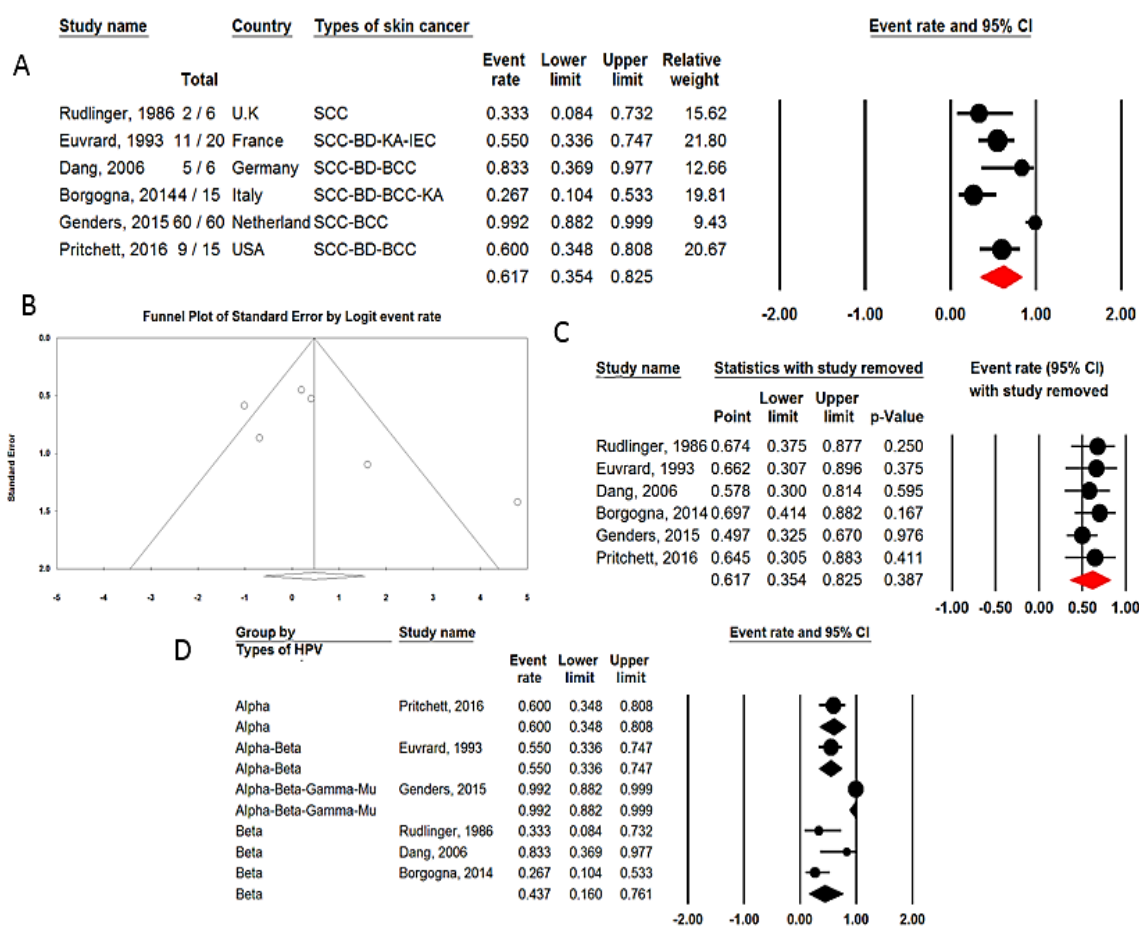 Study name Country Types of skin cancer Event rate and 95% CI
A
Event Lower Upper Relative
Total rate limit limit weight
Rudlinger, 1986 2 / 6 U.K SCC 0.333 0.084 0.732 15.62
Euvrard, 1993 11 / 20 France SCC-BD-KA-IEC 0.550 0.336 0.747 21.80
Dang, 2006 5 / 6 Germany SCC-BD-BCC 0.833 0.369 0.977 12.66
Borgogna, 2014 4 / 15 Italy SCC-BD-BCC-KA 0.267 0.104 0.533 19.81
Genders, 2015 60 / 60 Netherland SCC-BCC 0.992 0.882 0.999 9.43
Pritchett, 2016 9 / 15 USA SCC-BD-BCC 0.600 0.348 0.808 20.67
0.617 0.354 0.825
-2.00 -1.00 0.00 1.00 2.00
B
Funnel Plot of Standard Error by Logit event rate
0.0
0.5
1.0
1.5
2.0
Standard Error
-5 -4 -3 -2 -1 0 1 2 3 4 5
C
Study name Statistics with study removed Event rate (95% CI)
with study removed
Lower Upper
Point limit limit p-Value
Rudlinger, 1986 0.674 0.375 0.877 0.250
Euvrard, 1993 0.662 0.307 0.896 0.375
Dang, 2006 0.578 0.300 0.814 0.595
Borgogna, 2014 0.697 0.414 0.882 0.167
Genders, 2015 0.497 0.325 0.670 0.976
Pritchett, 2016 0.645 0.305 0.883 0.411
0.617 0.354 0.825 0.387
-1.00 -0.50 0.00 0.50 1.00
D
Group by Study name Event rate and 95% CI
Types of HPV
Event Lower Upper
rate limit limit
Alpha Pritchett, 2016 0.600 0.348 0.808
Alpha 0.600 0.348 0.808
Alpha-Beta Euvrard, 1993 0.550 0.336 0.747
Alpha-Beta 0.550 0.336 0.747
Alpha-Beta-Gamma-Mu Genders, 2015 0.992 0.882 0.999
Alpha-Beta-Gamma-Mu 0.992 0.882 0.999
Beta Rudlinger, 1986 0.333 0.084 0.732
Beta Dang, 2006 0.833 0.369 0.977
Beta Borgogna, 2014 0.267 0.104 0.533
Beta 0.437 0.160 0.761
-2.00 -1.00 0.00 1.00 2.00